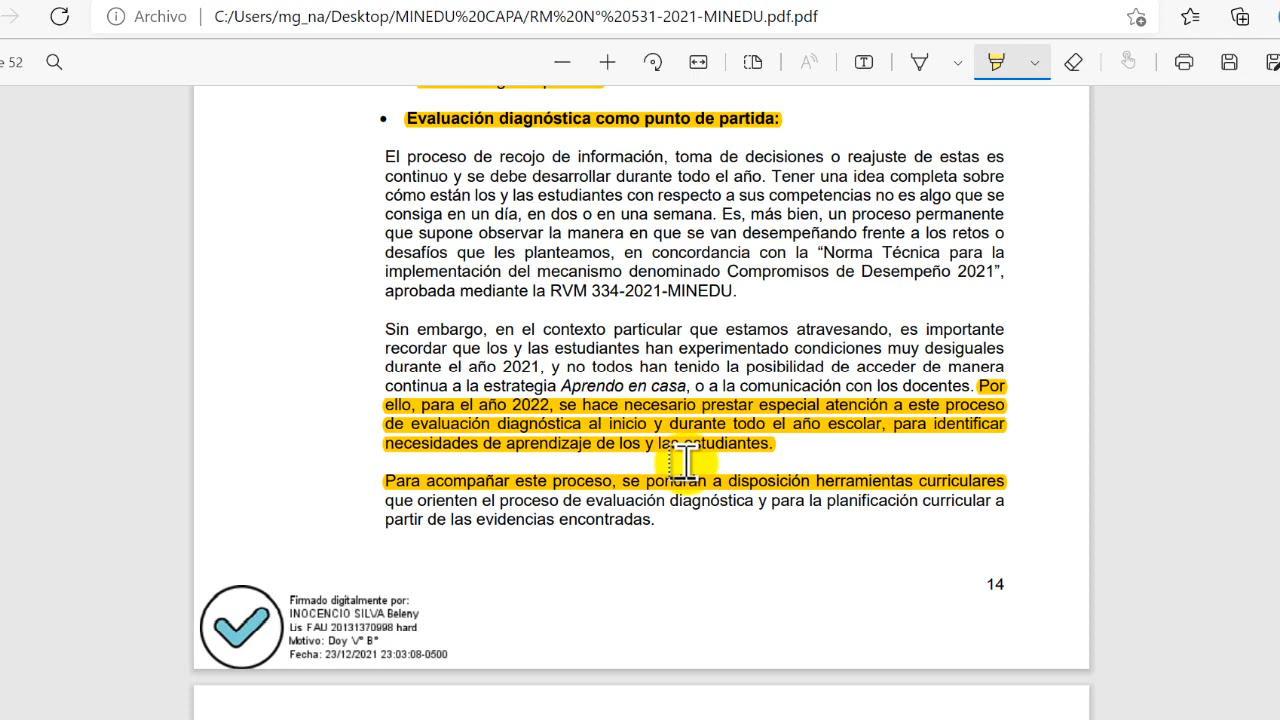 Archivo C:/Users/mg_na/Desktop/MINEDU%20CAPA/RM%20N°%20531-2021-MINEDU.pdf.pdf
e 52
• Evaluación diagnóstica como punto de partida:
El proceso de recojo de información, toma de decisiones o reajuste de estas es
continuo y se debe desarrollar durante todo el año. Tener una idea completa sobre
cómo están los y las estudiantes con respecto a sus competencias no es algo que se
consiga en un día, en dos o en una semana. Es, más bien, un proceso permanente
que supone observar la manera en que se van desempeñando frente a los retos o
desafíos que les planteamos, en concordancia con la “Norma Técnica para la
implementación del mecanismo denominado Compromisos de Desempeño 2021”,
aprobada mediante la RVM 334-2021-MINEDU.
Sin embargo, en el contexto particular que estamos atravesando, es importante
recordar que los y las estudiantes han experimentado condiciones muy desiguales
durante el año 2021, y no todos han tenido la posibilidad de acceder de manera
continua a la estrategia Aprendo en casa, o a la comunicación con los docentes. Por
ello, para el año 2022, se hace necesario prestar especial atención a este proceso
de evaluación diagnóstica al inicio y durante todo el año escolar, para identificar
necesidades de aprendizaje de los y las estudiantes.
Para acompañar este proceso, se pondrán a disposición herramientas curriculares
que orienten el proceso de evaluación diagnóstica y para la planificación curricular a
partir de las evidencias encontradas.
14
Firmado digitalmente por:
INOCENCIO SILVA Beleny
Lis FAU 20131370998 hard
Motivo: Doy V° B°
Fecha: 23/12/2021 23:03:08-0500